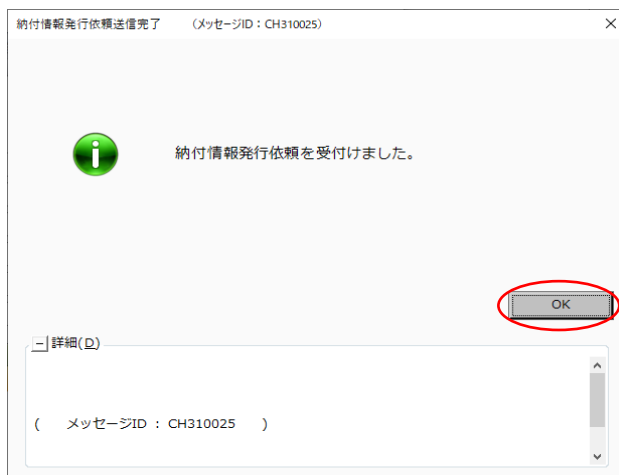 納付情報発行依頼送信完了 （メッセージID：CH310025）
納付情報発行依頼を受付けました。
OK
詳細(D)
( メッセージID : CH310025 )